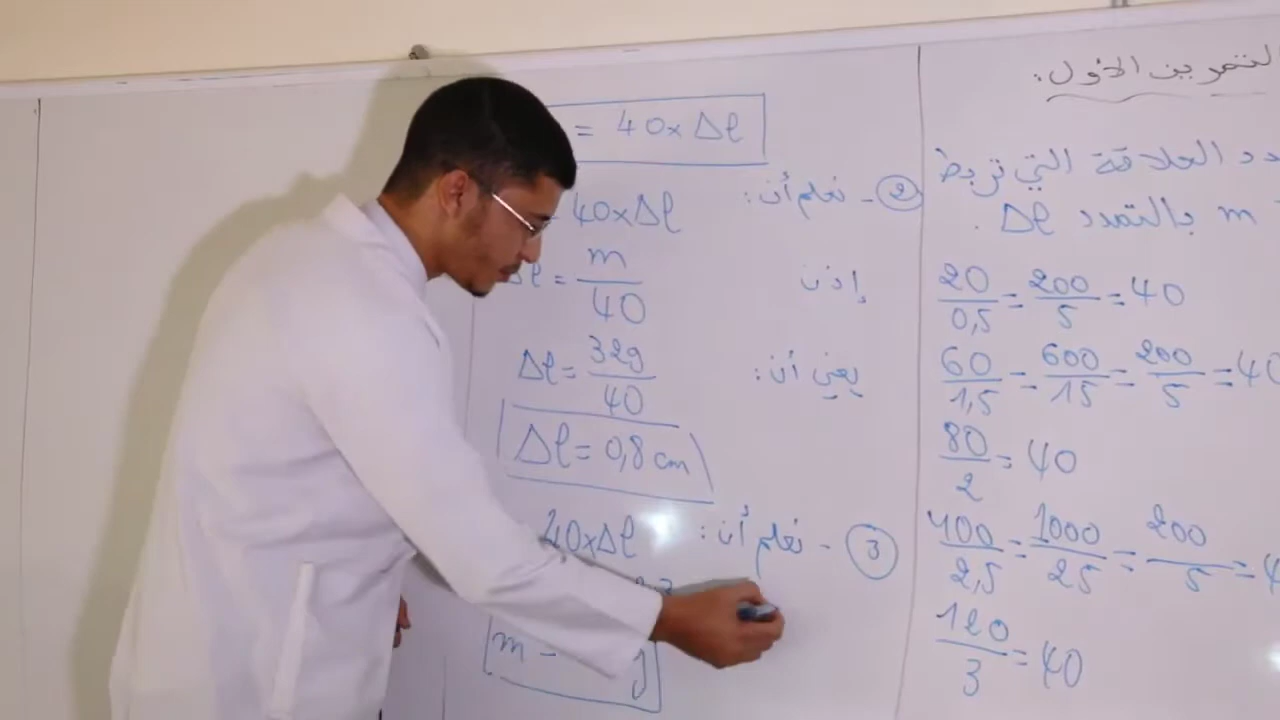 التمرين الأول:
العلاقة التي تربط
m بالتمدد Δℓ.
20/0,5 = 200/5 = 40
60/1,5 = 600/15 = 200/5 = 40
80/2 = 40
100/2,5 = 1000/25 = 200/5 = 4
120/3 = 40
= 40 x Δℓ
② - نعلم أن: 40 x Δℓ
إذن Δℓ = m/40
يعني أن: Δℓ = 32g/40
Δℓ = 0,8 cm
③ - نعلم أن: 40 x Δℓ
m = g